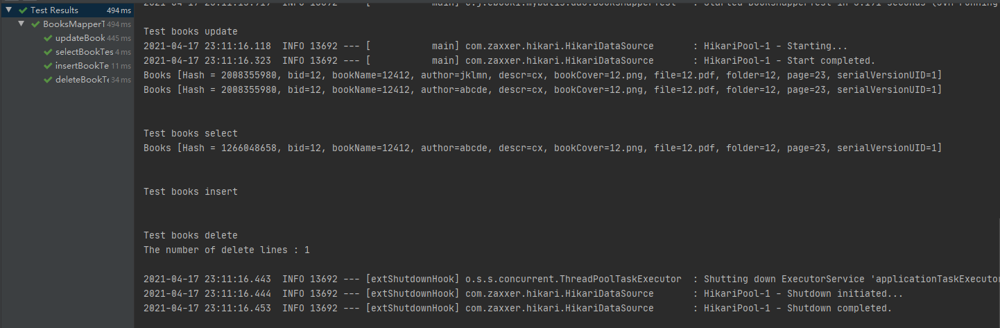 Test Results 494 ms
BooksMapperT 494 ms
updateBook 445 ms
selectBookTes 4 ms
insertBookTe 11 ms
deleteBookTe 34 ms
Test books update
2021-04-17 23:11:16.118  INFO 13692 --- [           main] com.zaxxer.hikari.HikariDataSource       : HikariPool-1 - Starting...
2021-04-17 23:11:16.323  INFO 13692 --- [           main] com.zaxxer.hikari.HikariDataSource       : HikariPool-1 - Start completed.
Books [Hash = 2008355980, bid=12, bookName=12412, author=jklmn, descr=cx, bookCover=12.png, file=12.pdf, folder=12, page=23, serialVersionUID=1]
Books [Hash = 2008355980, bid=12, bookName=12412, author=abcde, descr=cx, bookCover=12.png, file=12.pdf, folder=12, page=23, serialVersionUID=1]
Test books select
Books [Hash = 1266048658, bid=12, bookName=12412, author=abcde, descr=cx, bookCover=12.png, file=12.pdf, folder=12, page=23, serialVersionUID=1]
Test books insert
Test books delete
The number of delete lines : 1
2021-04-17 23:11:16.443  INFO 13692 --- [extShutdownHook] o.s.s.concurrent.ThreadPoolTaskExecutor  : Shutting down ExecutorService 'applicationTaskExecutor
2021-04-17 23:11:16.444  INFO 13692 --- [extShutdownHook] com.zaxxer.hikari.HikariDataSource       : HikariPool-1 - Shutdown initiated...
2021-04-17 23:11:16.453  INFO 13692 --- [extShutdownHook] com.zaxxer.hikari.HikariDataSource       : HikariPool-1 - Shutdown completed.